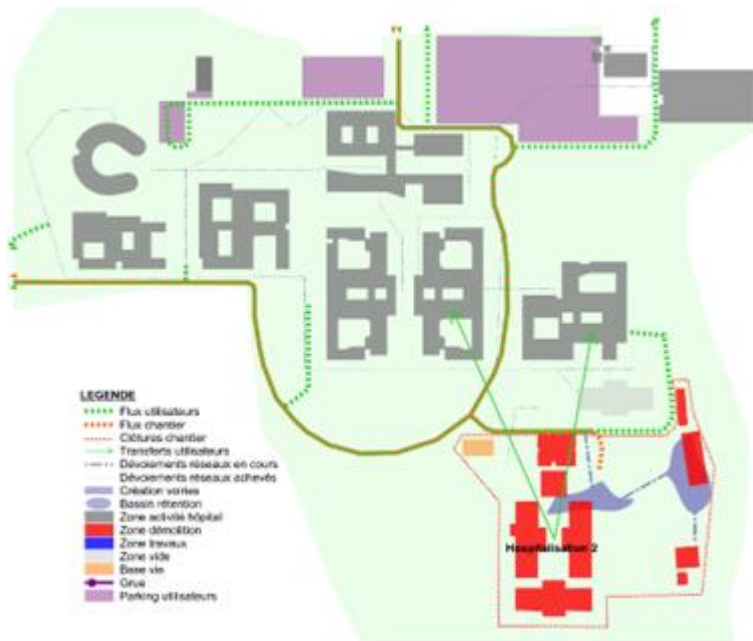 LEGENDE
Flux utilisateurs
Flux chantier
Clôtures chantier
Transferts utilisateurs
Dévoiements réseaux en cours
Dévoiements réseaux achevés
Création voiries
Bassin rétention
Zone activité hôpital
Zone démolition
Zone travaux
Zone vide
Base vie
Grue
Parking utilisateurs
Hospitalisation 2